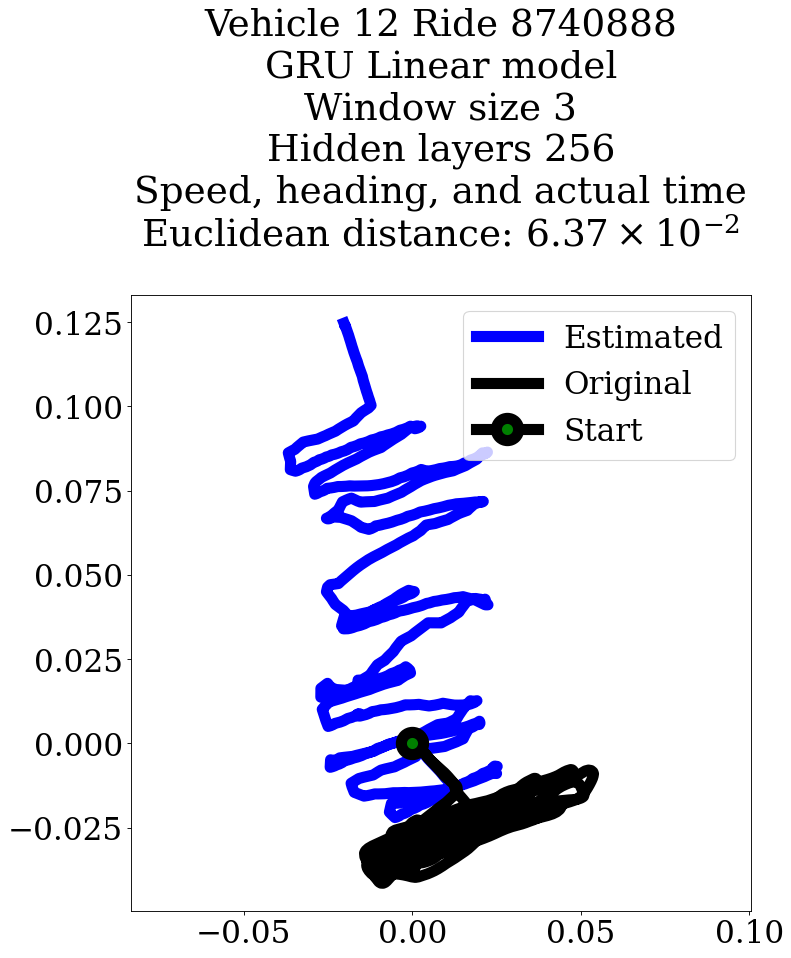 Vehicle 12 Ride 8740888
GRU Linear model
Window size 3
Hidden layers 256
Speed, heading, and actual time
Euclidean distance: 6.37 × 10⁻²
Estimated
Original
Start
0.125
0.100
0.075
0.050
0.025
0.000
−0.025
−0.05 0.00 0.05 0.10